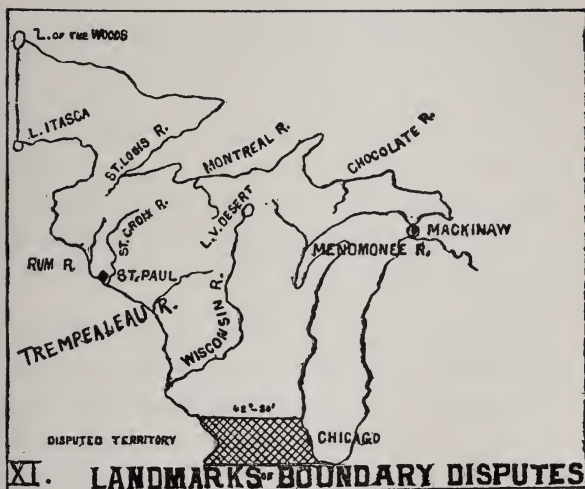 L. OF THE WOODS
L. ITASCA
ST. LOUIS R.
MONTREAL R.
CHOCOLATE R.
ST. CROIX R.
L.V. DESERT
MACKINAW
MENOMONEE R.
RUM R.
ST. PAUL
TREMPEALEAU R.
WISCONSIN R.
42°-30'
DISPUTED TERRITORY
CHICAGO
XI. LANDMARKS OF BOUNDARY DISPUTES